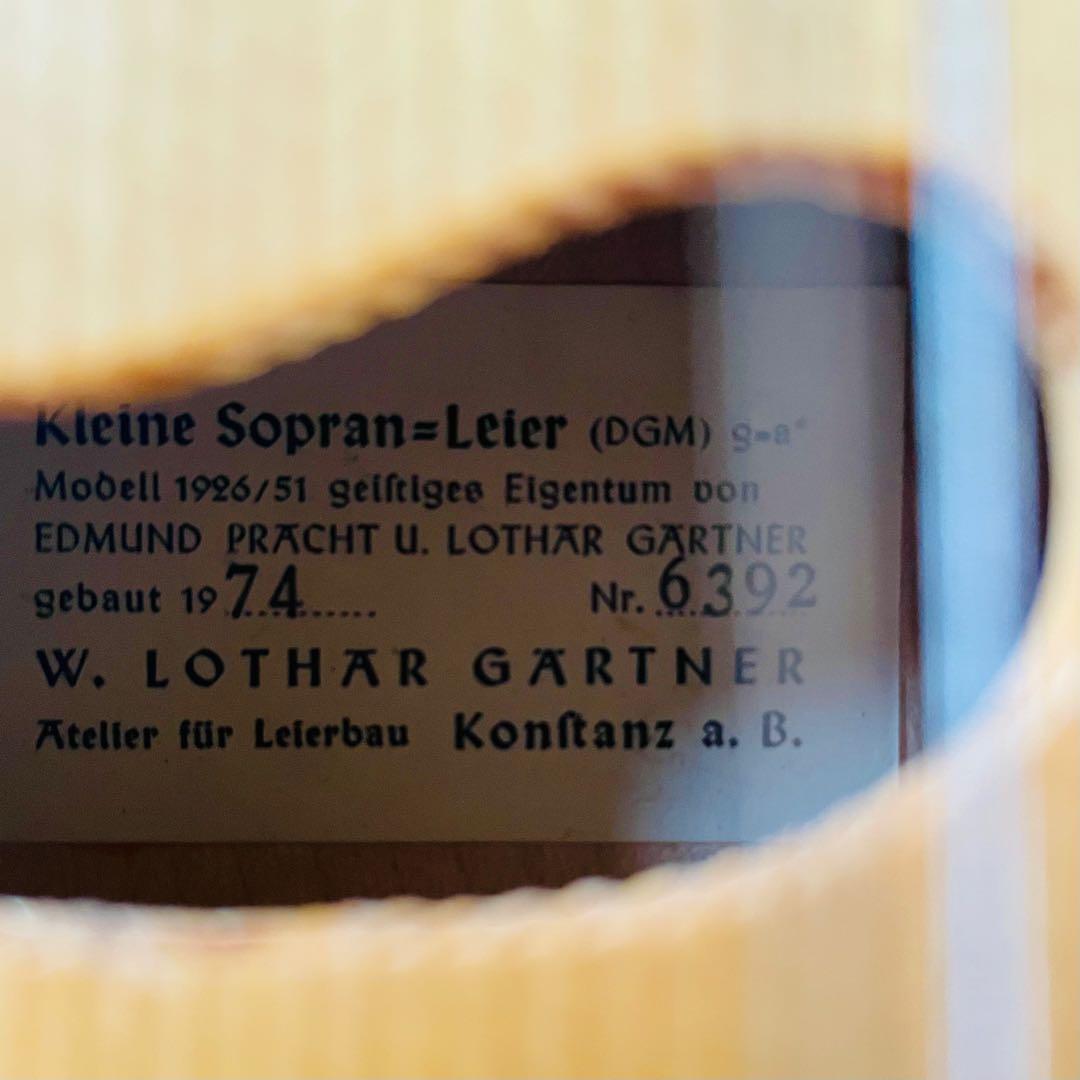 Kleine Sopran=Leier (DGM) g=a"
Modell 1926/51 geiſtiges Eigentum von
EDMUND PRACHT U. LOTHAR GÄRTNER
gebaut 1974...... Nr. 6392
W. LOTHAR GÄRTNER
Atelier für Leierbau Konſtanz a. B.